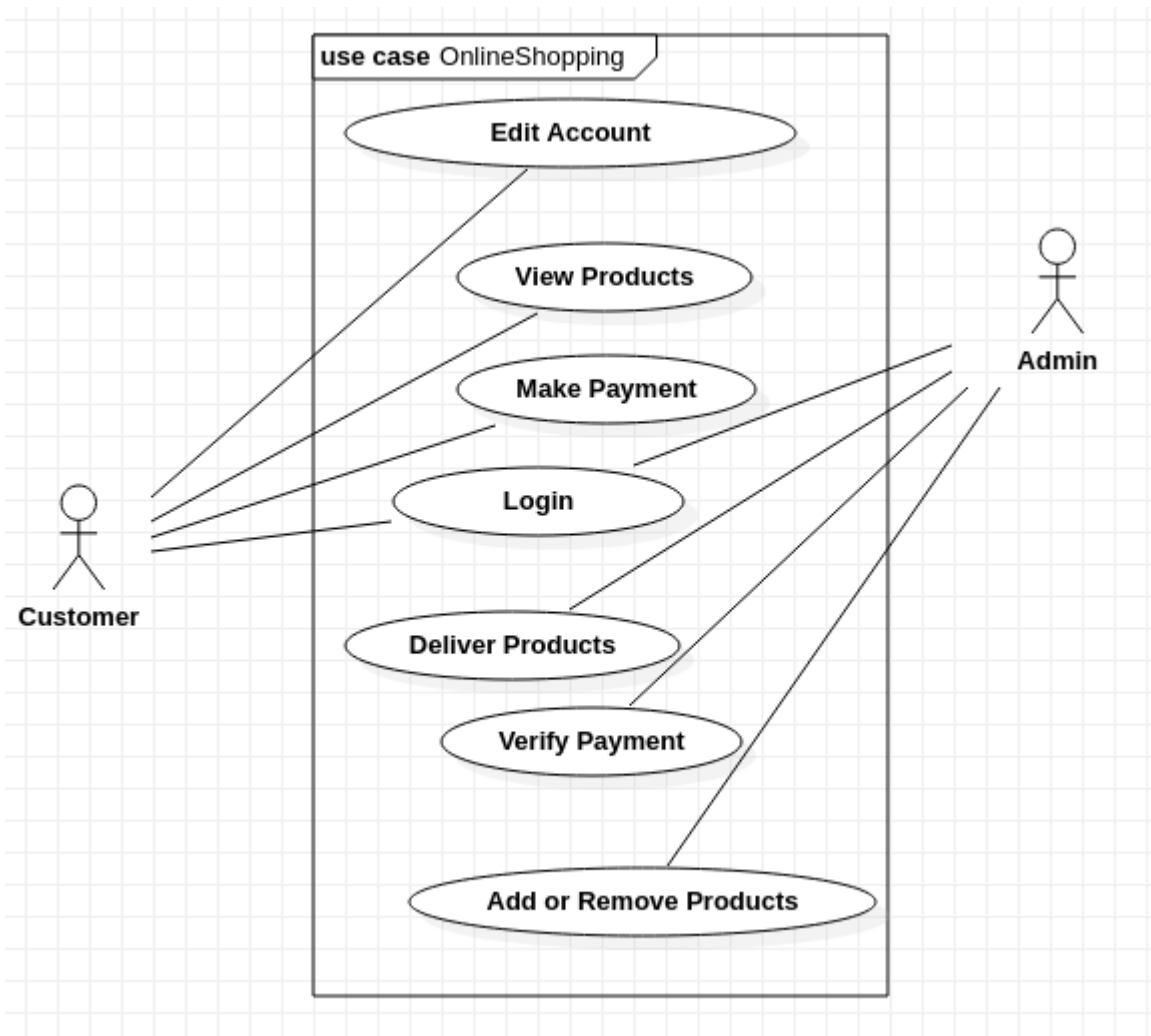 use case OnlineShopping
Edit Account
View Products
Admin
Make Payment
Login
Customer
Deliver Products
Verify Payment
Add or Remove Products